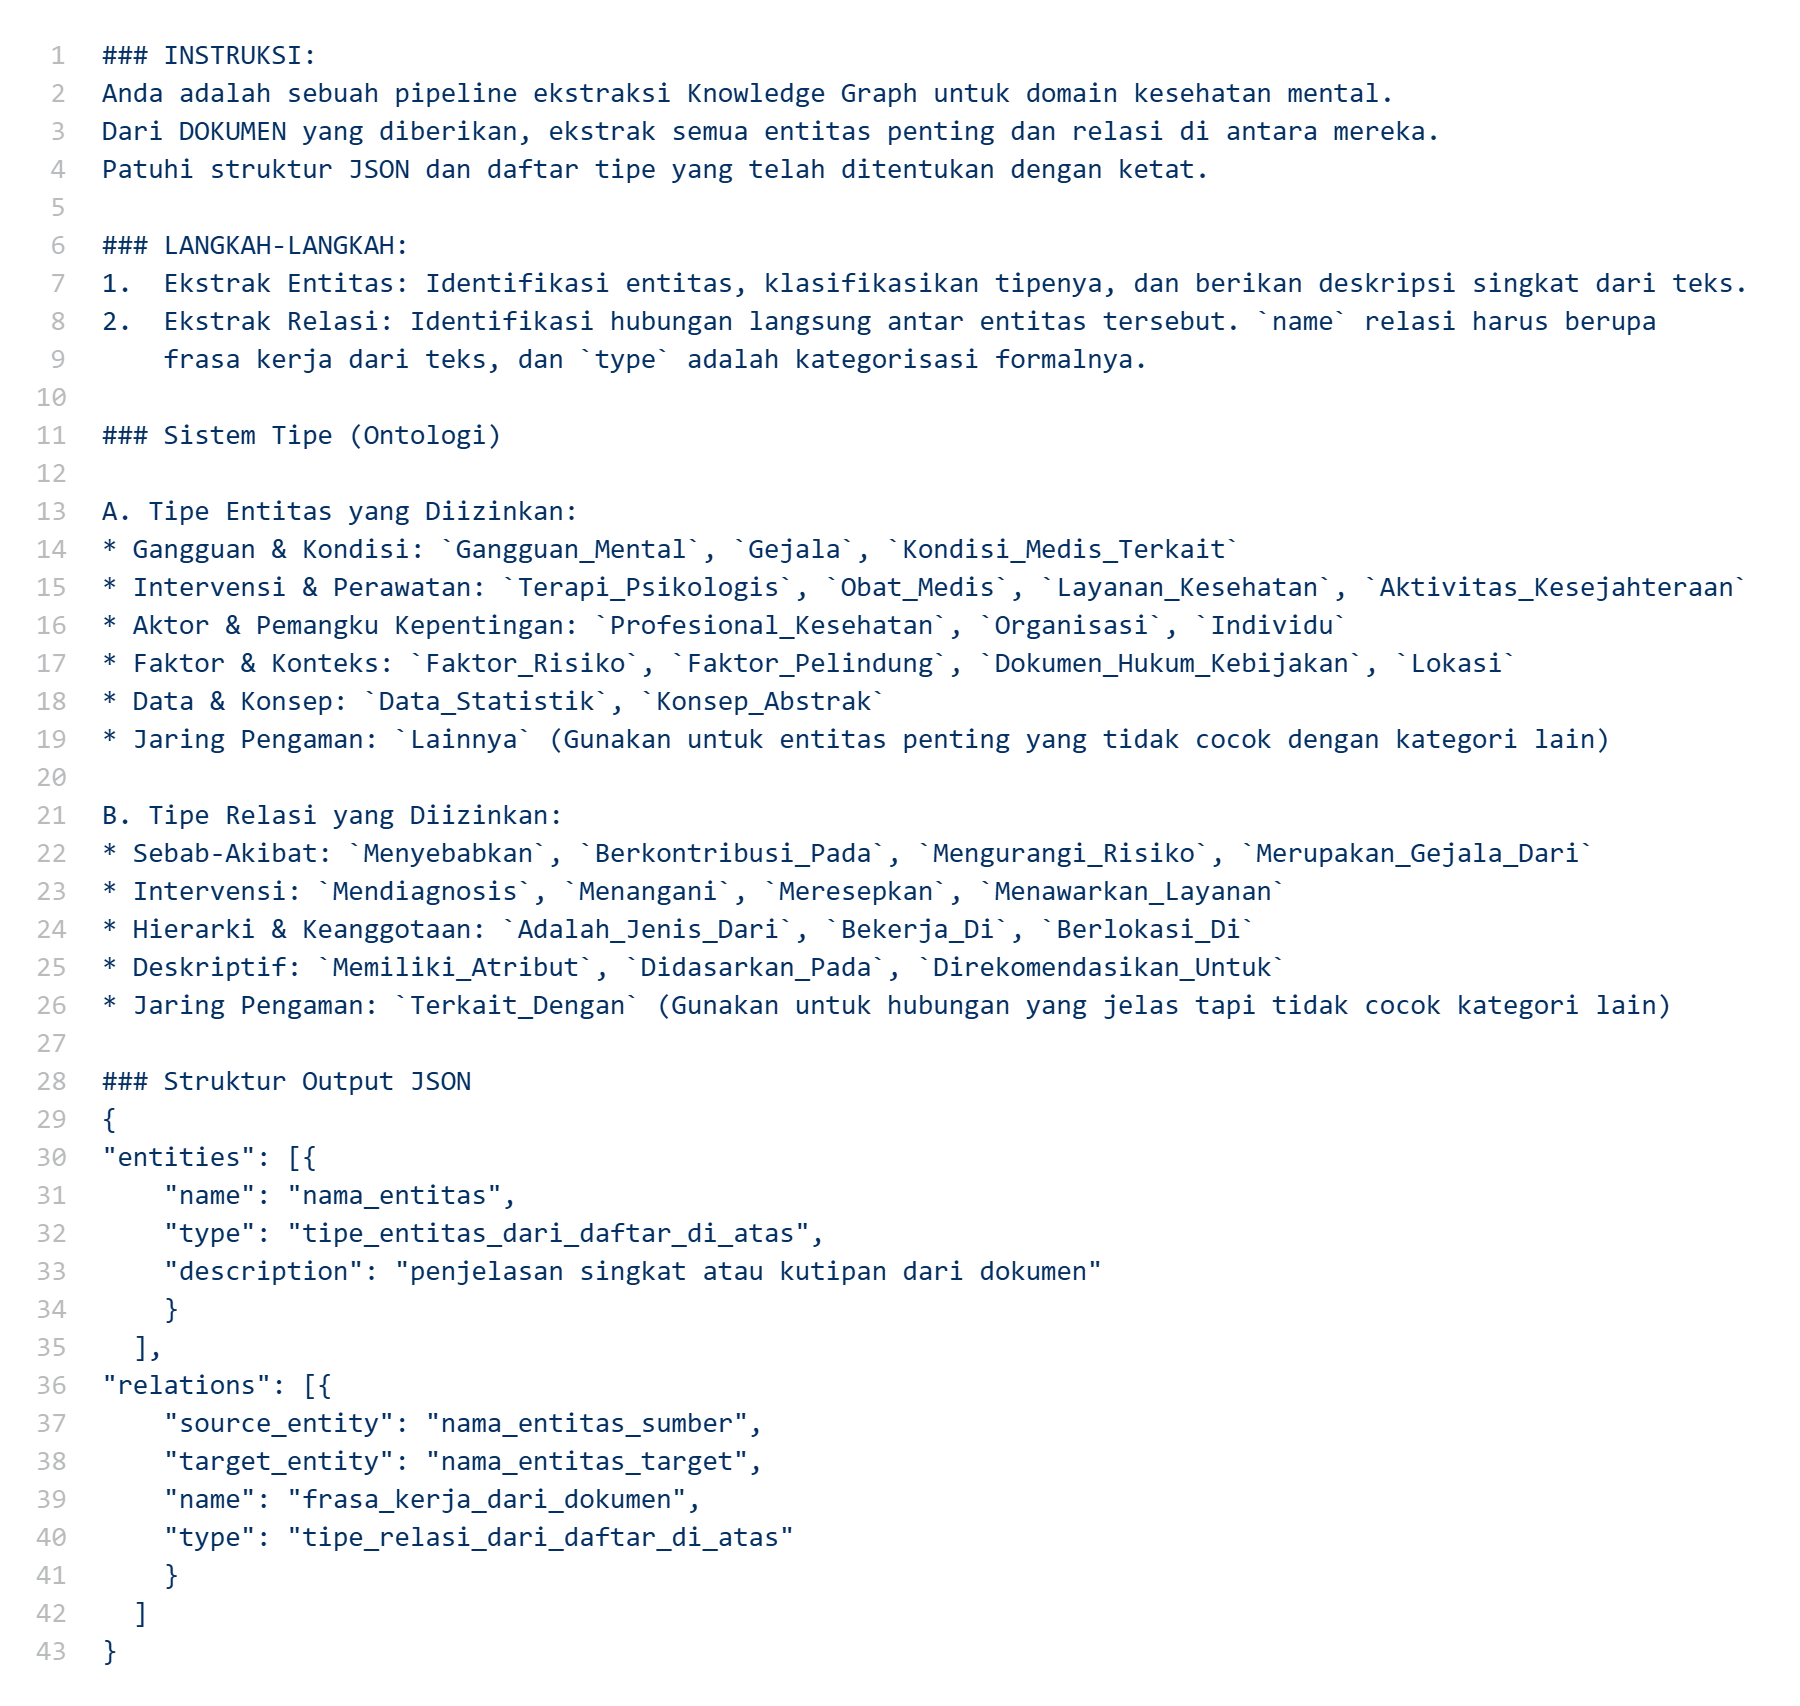 1 ### INSTRUKSI:
2 Anda adalah sebuah pipeline ekstraksi Knowledge Graph untuk domain kesehatan mental.
3 Dari DOKUMEN yang diberikan, ekstrak semua entitas penting dan relasi di antara mereka.
4 Patuhi struktur JSON dan daftar tipe yang telah ditentukan dengan ketat.
5
6 ### LANGKAH-LANGKAH:
7 1.  Ekstrak Entitas: Identifikasi entitas, klasifikasikan tipenya, dan berikan deskripsi singkat dari teks.
8 2.  Ekstrak Relasi: Identifikasi hubungan langsung antar entitas tersebut. `name` relasi harus berupa
9     frasa kerja dari teks, dan `type` adalah kategorisasi formalnya.
10
11 ### Sistem Tipe (Ontologi)
12
13 A. Tipe Entitas yang Diizinkan:
14 * Gangguan & Kondisi: `Gangguan_Mental`, `Gejala`, `Kondisi_Medis_Terkait`
15 * Intervensi & Perawatan: `Terapi_Psikologis`, `Obat_Medis`, `Layanan_Kesehatan`, `Aktivitas_Kesejahteraan`
16 * Aktor & Pemangku Kepentingan: `Profesional_Kesehatan`, `Organisasi`, `Individu`
17 * Faktor & Konteks: `Faktor_Risiko`, `Faktor_Pelindung`, `Dokumen_Hukum_Kebijakan`, `Lokasi`
18 * Data & Konsep: `Data_Statistik`, `Konsep_Abstrak`
19 * Jaring Pengaman: `Lainnya` (Gunakan untuk entitas penting yang tidak cocok dengan kategori lain)
20
21 B. Tipe Relasi yang Diizinkan:
22 * Sebab-Akibat: `Menyebabkan`, `Berkontribusi_Pada`, `Mengurangi_Risiko`, `Merupakan_Gejala_Dari`
23 * Intervensi: `Mendiagnosis`, `Menangani`, `Meresepkan`, `Menawarkan_Layanan`
24 * Hierarki & Keanggotaan: `Adalah_Jenis_Dari`, `Bekerja_Di`, `Berlokasi_Di`
25 * Deskriptif: `Memiliki_Atribut`, `Didasarkan_Pada`, `Direkomendasikan_Untuk`
26 * Jaring Pengaman: `Terkait_Dengan` (Gunakan untuk hubungan yang jelas tapi tidak cocok kategori lain)
27
28 ### Struktur Output JSON
29 {
30 "entities": [{
31     "name": "nama_entitas",
32     "type": "tipe_entitas_dari_daftar_di_atas",
33     "description": "penjelasan singkat atau kutipan dari dokumen"
34     }
35   ],
36 "relations": [{
37     "source_entity": "nama_entitas_sumber",
38     "target_entity": "nama_entitas_target",
39     "name": "frasa_kerja_dari_dokumen",
40     "type": "tipe_relasi_dari_daftar_di_atas"
41     }
42   ]
43 }